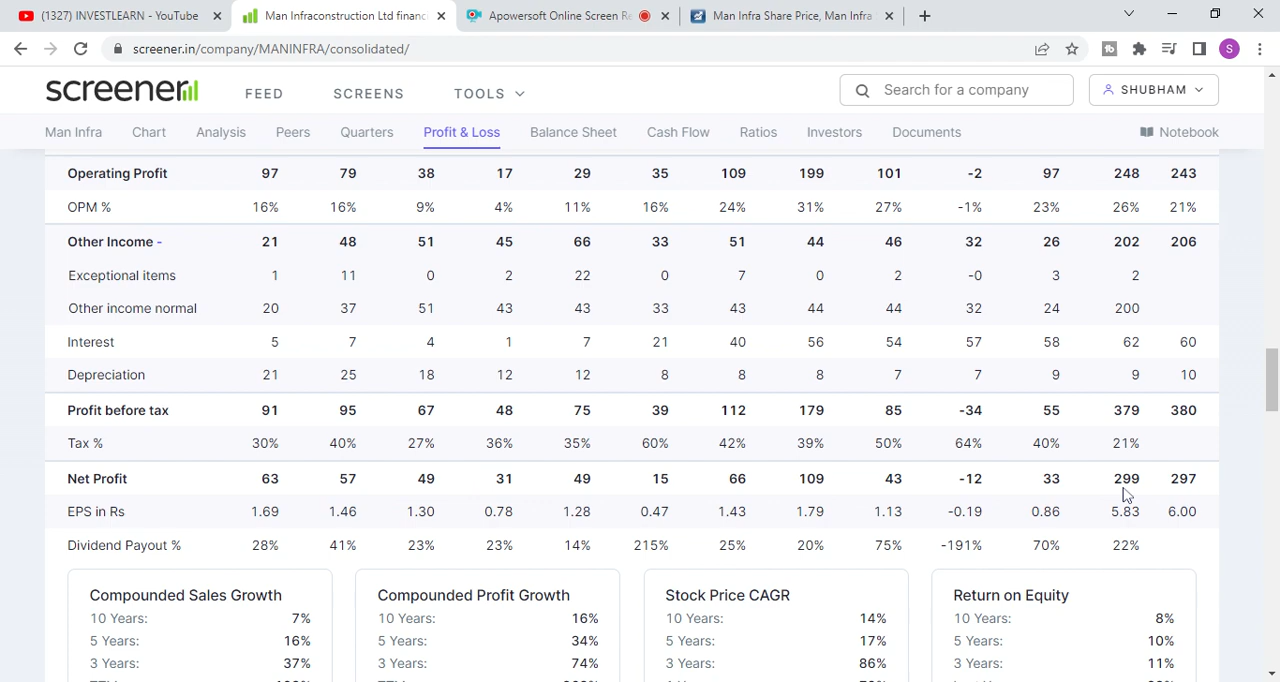 (1327) INVESTLEARN - YouTube
Man Infraconstruction Ltd financ
Apowersoft Online Screen Re
Man Infra Share Price, Man Infra
screener.in/company/MANINFRA/consolidated/
screener
FEED SCREENS TOOLS
Search for a company
SHUBHAM
Man Infra Chart Analysis Peers Quarters Profit & Loss Balance Sheet Cash Flow Ratios Investors Documents Notebook
Operating Profit 97 79 38 17 29 35 109 199 101 -2 97 248 243
OPM % 16% 16% 9% 4% 11% 16% 24% 31% 27% -1% 23% 26% 21%
Other Income - 21 48 51 45 66 33 51 44 46 32 26 202 206
Exceptional items 1 11 0 2 22 0 7 0 2 -0 3 2
Other income normal 20 37 51 43 43 33 43 44 44 32 24 200
Interest 5 7 4 1 7 21 40 56 54 57 58 62 60
Depreciation 21 25 18 12 12 8 8 8 7 7 9 9 10
Profit before tax 91 95 67 48 75 39 112 179 85 -34 55 379 380
Tax % 30% 40% 27% 36% 35% 60% 42% 39% 50% 64% 40% 21%
Net Profit 63 57 49 31 49 15 66 109 43 -12 33 299 297
EPS in Rs 1.69 1.46 1.30 0.78 1.28 0.47 1.43 1.79 1.13 -0.19 0.86 5.83 6.00
Dividend Payout % 28% 41% 23% 23% 14% 215% 25% 20% 75% -191% 70% 22%
Compounded Sales Growth
10 Years: 7%
5 Years: 16%
3 Years: 37%
Compounded Profit Growth
10 Years: 16%
5 Years: 34%
3 Years: 74%
Stock Price CAGR
10 Years: 14%
5 Years: 17%
3 Years: 86%
Return on Equity
10 Years: 8%
5 Years: 10%
3 Years: 11%